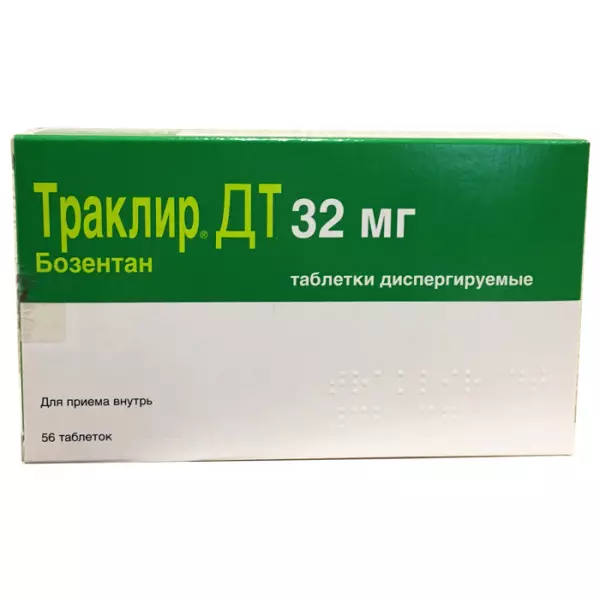 Траклир® ДТ 32 мг
Бозентан
таблетки диспергируемые
Для приема внутрь
56 таблеток